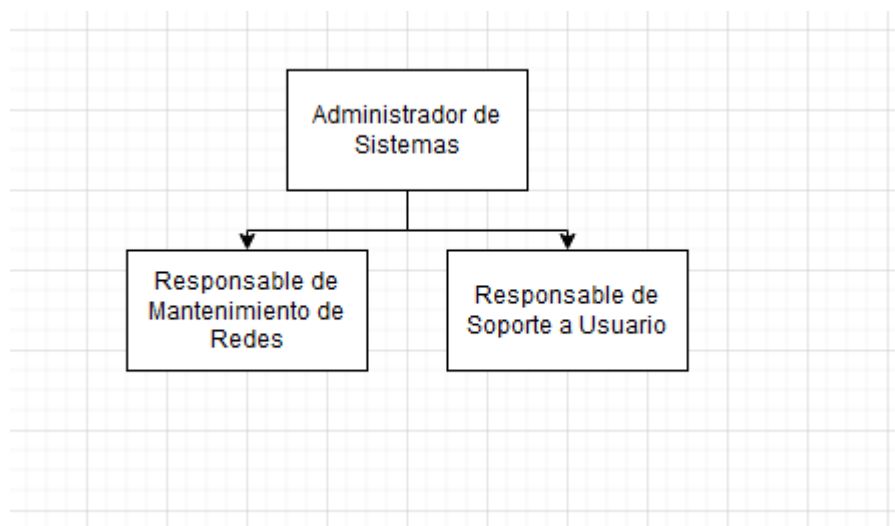 Administrador de
Sistemas
Responsable de
Mantenimiento de
Redes
Responsable de
Soporte a Usuario